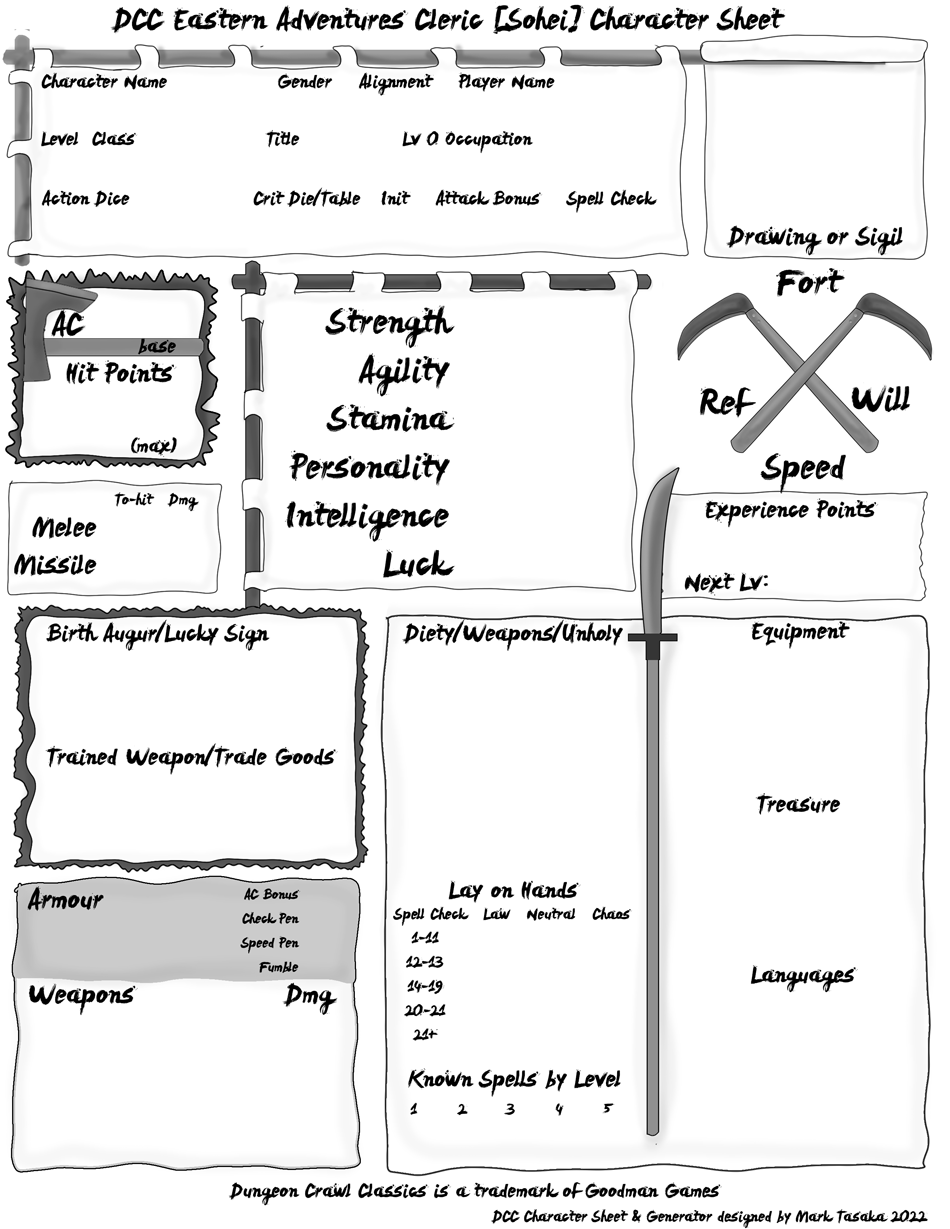 DCC Eastern Adventures Cleric [Sohei] Character Sheet
Character Name Gender Alignment Player Name
Level Class Title Lv 0 Occupation
Action Dice Crit Die/Table Init Attack Bonus Spell Check
Drawing or Sigil
AC
base
Hit Points
(max)
Strength
Agility
Stamina
Personality
Intelligence
Luck
Fort
Ref Will
Speed
To-hit Dmg
Melee
Missile
Experience Points
Next Lv:
Birth Augur/Lucky Sign
Trained Weapon/Trade Goods
Armour
AC Bonus
Check Pen
Speed Pen
Fumble
Weapons Dmg
Diety/Weapons/Unholy
Lay on Hands
Spell Check Law Neutral Chaos
1-11
12-13
14-19
20-21
21+
Known Spells by Level
1 2 3 4 5
Equipment
Treasure
Languages
Dungeon Crawl Classics is a trademark of Goodman Games
DCC Character Sheet & Generator designed by Mark Tasaka 2022